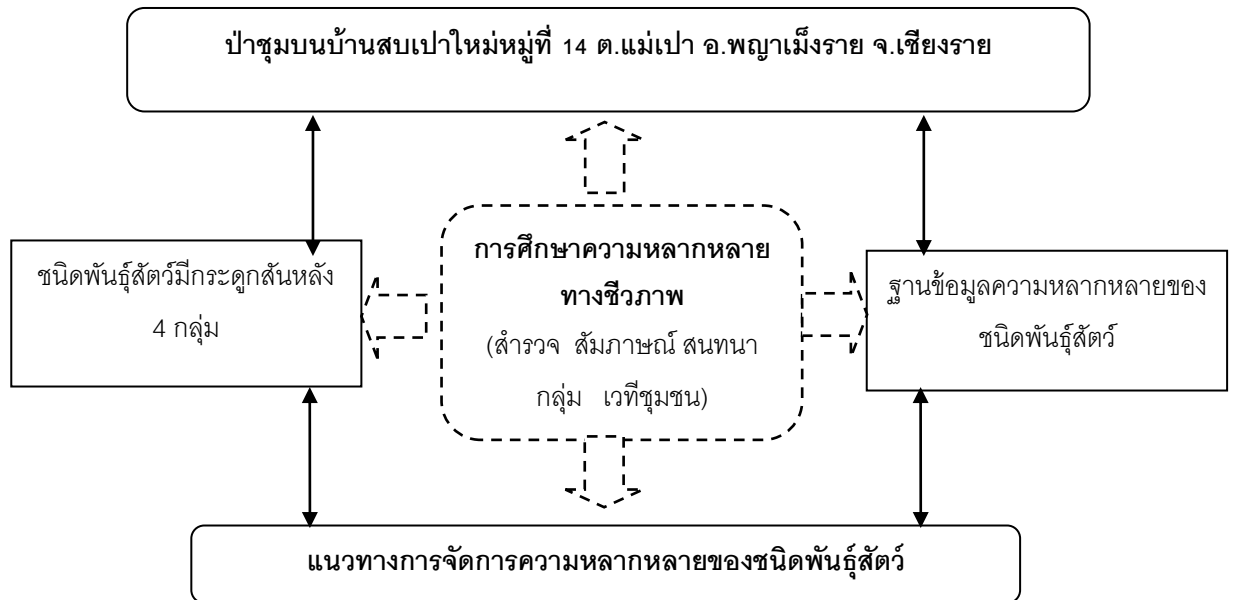 ป่าชุมบนบ้านสบเปาใหม่หมู่ที่ 14 ต.แม่เปา อ.พญาเม็งราย จ.เชียงราย
การศึกษาความหลากหลาย
ทางชีวภาพ
(สำรวจ สัมภาษณ์ สนทนา
กลุ่ม เวทีชุมชน)
ชนิดพันธุ์สัตว์มีกระดูกสันหลัง
4 กลุ่ม
ฐานข้อมูลความหลากหลายของ
ชนิดพันธุ์สัตว์
แนวทางการจัดการความหลากหลายของชนิดพันธุ์สัตว์